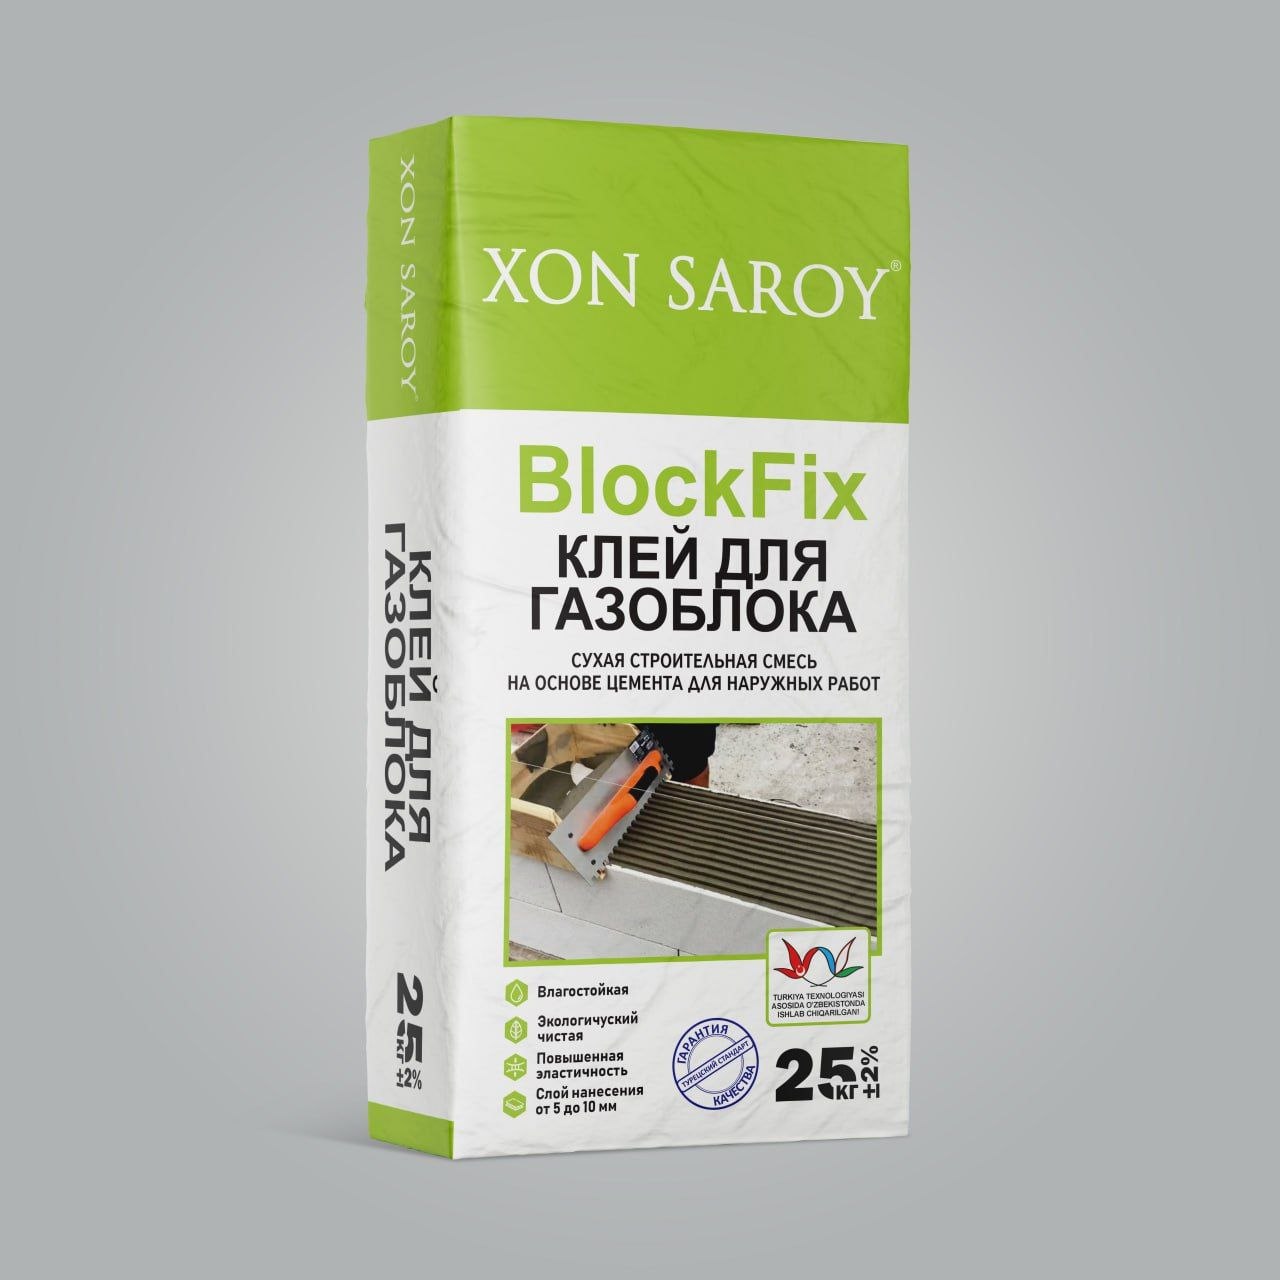 XON SAROY®
BlockFix
КЛЕЙ ДЛЯ
ГАЗОБЛОКА
СУХАЯ СТРОИТЕЛЬНАЯ СМЕСЬ
НА ОСНОВЕ ЦЕМЕНТА ДЛЯ НАРУЖНЫХ РАБОТ
TURKIYA TEXNOLOGIYASI
ASOSIDA O'ZBEKISTONDA
ISHLAB CHIQARILGAN!
Влагостойкая
Экологичуский
чистая
Повышенная
эластичность
Слой нанесения
от 5 до 10 мм
ГАРАНТИЯ
ТУРЕЦСКИЙ СТАНДАРТ
КАЧЕСТВА
25 КГ ±2%
XON SAROY®
КЛЕЙ ДЛЯ
ГАЗОБЛОКА
25 КГ ±2%